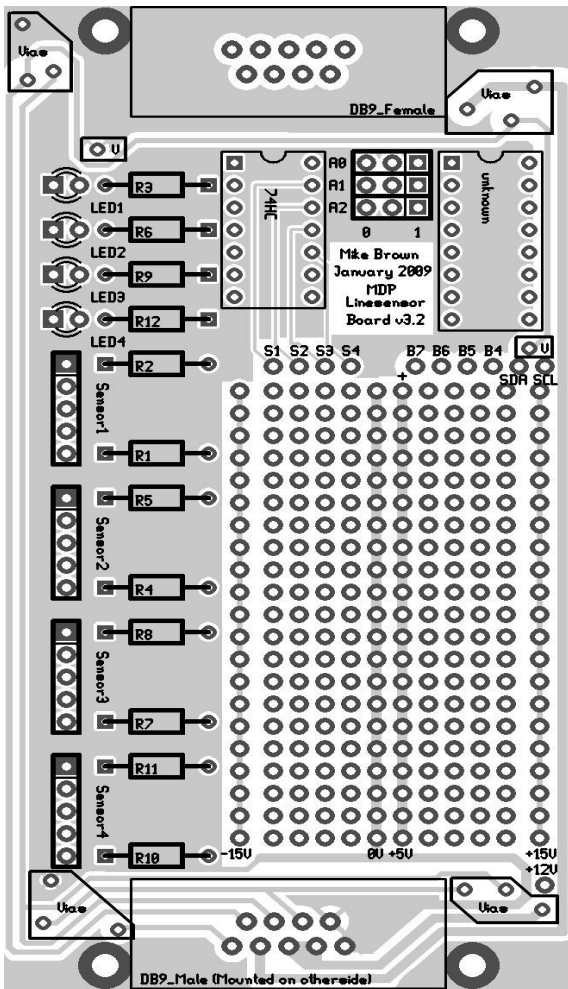 Vias
DB9_Female
Vias
V
R3
LED1
R6
LED2
R9
LED3
R12
LED4
74HC
A0
A1
A2
0 1
unknown
Mike Brown
January 2009
MDP
Linesensor
Board v3.2
V
S1 S2 S3 S4
B7 B6 B5 B4
SDA SCL
+
R2
Sensor1
R1
R5
Sensor2
R4
R8
Sensor3
R7
R11
Sensor4
R10
-15V 0V +5V +15V
+12V
Vias
Vias
DB9_Male (Mounted on otherside)